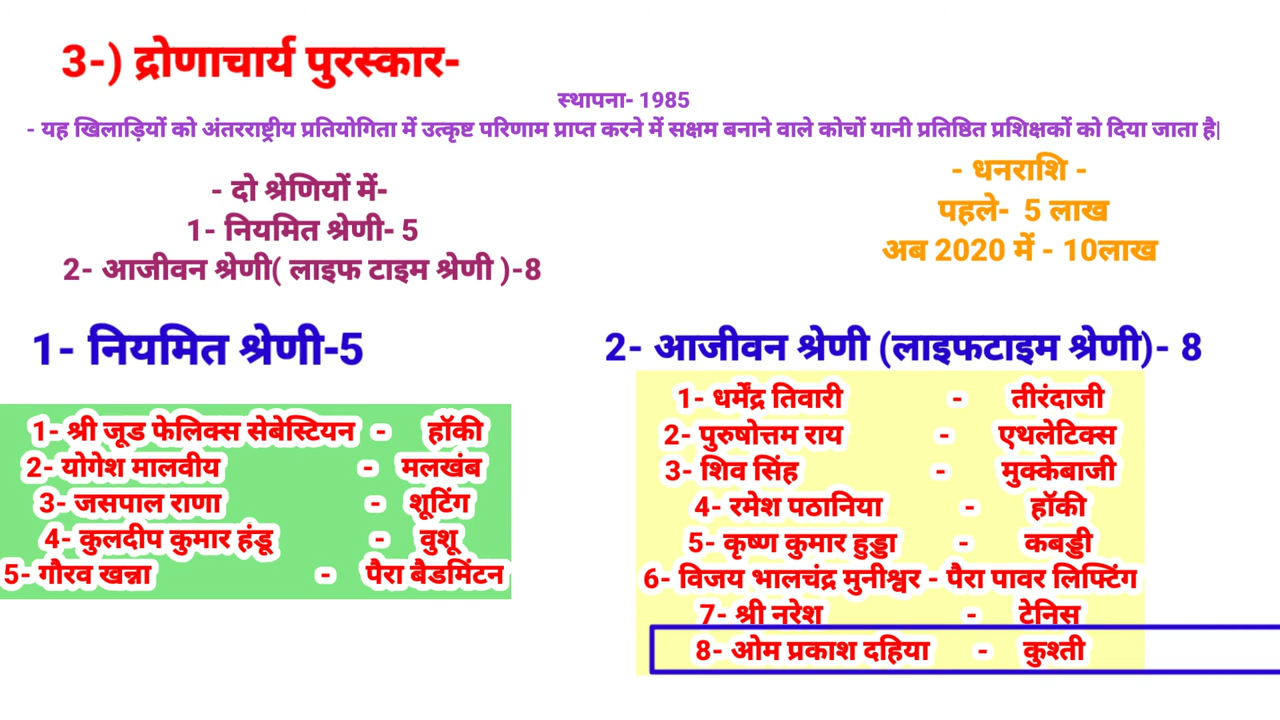 3-) द्रोणाचार्य पुरस्कार-
स्थापना- 1985
- यह खिलाड़ियों को अंतरराष्ट्रीय प्रतियोगिता में उत्कृष्ट परिणाम प्राप्त करने में सक्षम बनाने वाले कोचों यानी प्रतिष्ठित प्रशिक्षकों को दिया जाता है|
- दो श्रेणियों में-
1- नियमित श्रेणी- 5
2- आजीवन श्रेणी( लाइफ टाइम श्रेणी )-8
- धनराशि -
पहले- 5 लाख
अब 2020 में - 10लाख
1- नियमित श्रेणी-5
1- श्री जूड फेलिक्स सेबेस्टियन - हॉकी
2- योगेश मालवीय - मलखंब
3- जसपाल राणा - शूटिंग
4- कुलदीप कुमार हंडू - वुशू
5- गौरव खन्ना - पैरा बैडमिंटन
2- आजीवन श्रेणी (लाइफटाइम श्रेणी)- 8
1- धर्मेंद्र तिवारी - तीरंदाजी
2- पुरुषोत्तम राय - एथलेटिक्स
3- शिव सिंह - मुक्केबाजी
4- रमेश पठानिया - हॉकी
5- कृष्ण कुमार हुड्डा - कबड्डी
6- विजय भालचंद्र मुनीश्वर - पैरा पावर लिफ्टिंग
7- श्री नरेश - टेनिस
8- ओम प्रकाश दहिया - कुश्ती